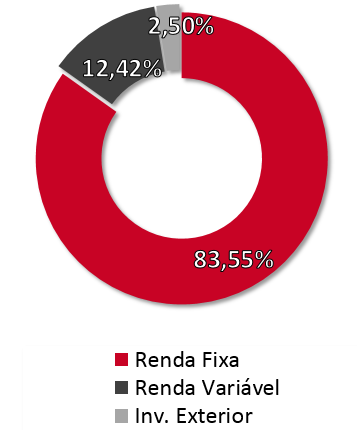 2,50%
12,42%
83,55%
Renda Fixa
Renda Variável
Inv. Exterior